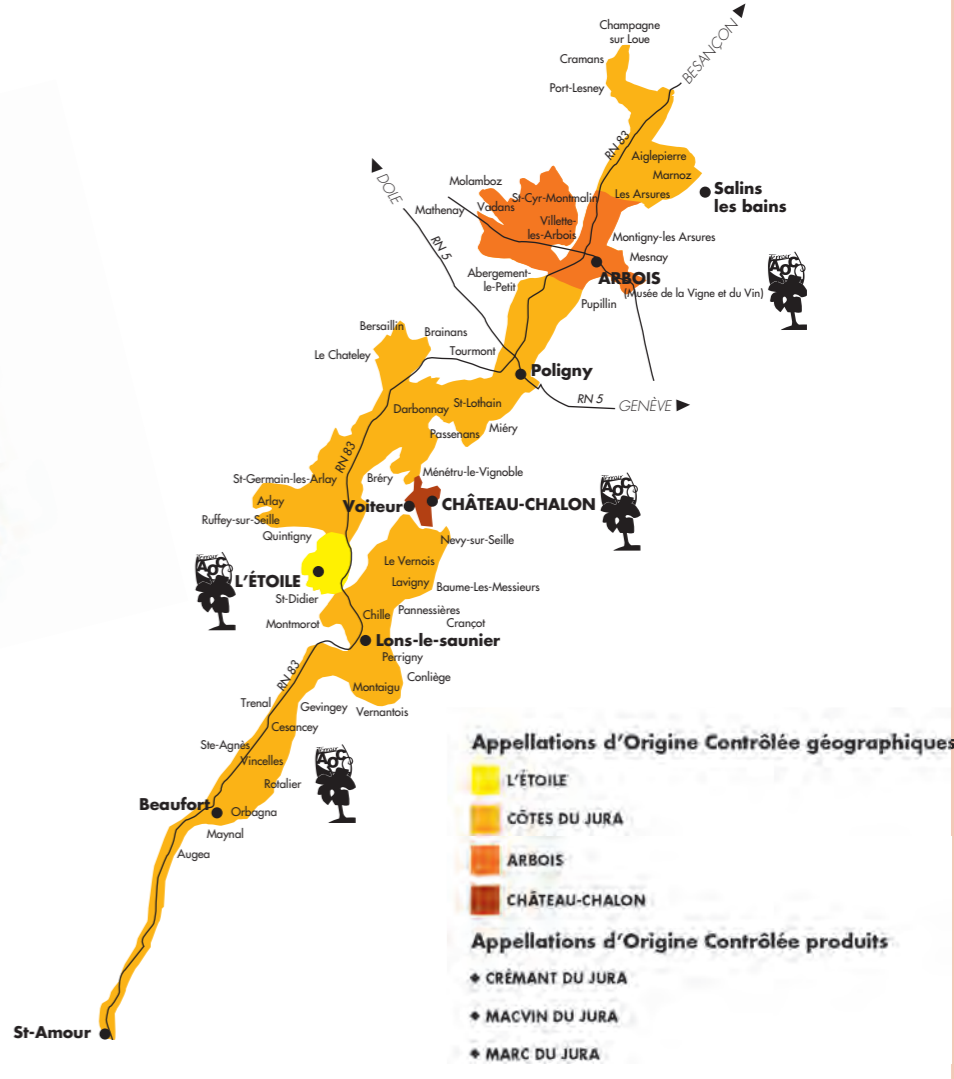 Champagne
sur Loue
Cramans
Port-Lesney
BESANÇON
RN 83
Aiglepierre
Marnoz
Les Arsures
Salins
les bains
DOLE
RN 5
Molamboz
St-Cyr-Montmalin
Mathenay
Vadans
Villette-
les-Arbois
Montigny-les Arsures
Mesnay
ARBOIS
(Musée de la Vigne et du Vin)
Abergement-
le-Petit
Pupillin
AOC
Bersaillin
Brainans
Le Chateley
Tourmont
Poligny
RN 5
GENÈVE
Darbonnay
St-Lothain
Miéry
Passenans
RN 83
St-Germain-les-Arlay
Bréry
Ménétru-le-Vignoble
Arlay
Voiteur
CHÂTEAU-CHALON
AOC
Ruffey-sur-Seille
Quintigny
Nevy-sur-Seille
Le Vernois
AOC
L'ÉTOILE
Lavigny
Baume-Les-Messieurs
St-Didier
Montmorot
Chille
Pannessières
Crançot
Lons-le-saunier
Perrigny
Conliège
RN 83
Montaigu
Vernantois
Trenal
Gevingey
Cesancey
Ste-Agnès
Vincelles
Rotalier
AOC
Beaufort
Orbagna
Maynal
Augea
St-Amour
Appellations d'Origine Contrôlée géographiques
L'ÉTOILE
CÔTES DU JURA
ARBOIS
CHÂTEAU-CHALON
Appellations d'Origine Contrôlée produits
CRÉMANT DU JURA
MACVIN DU JURA
MARC DU JURA